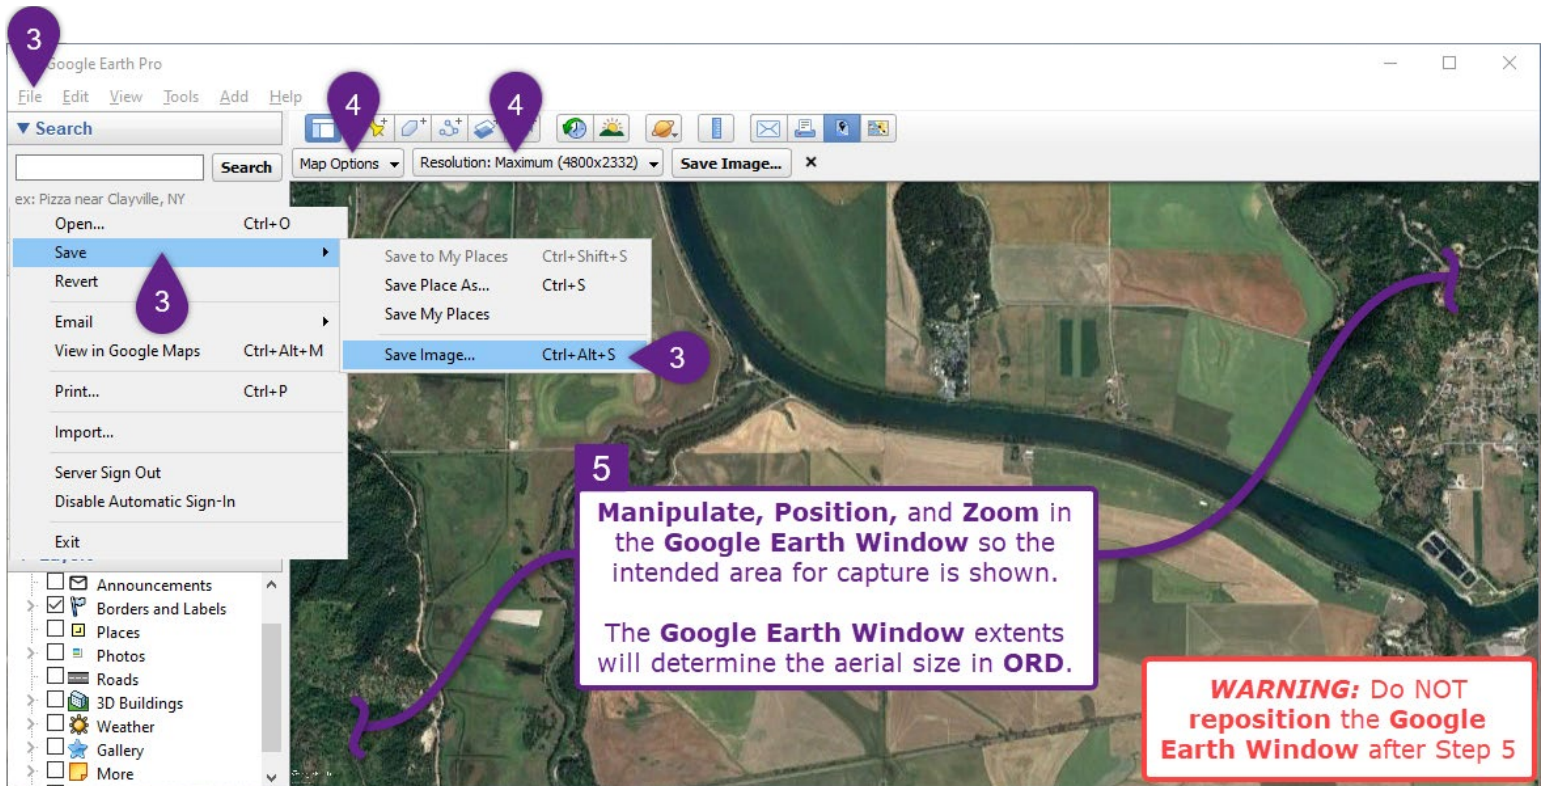 3
Google Earth Pro
File Edit View Tools Add Help
4
4
▼ Search
Search
Map Options
Resolution: Maximum (4800x2332)
Save Image...
ex: Pizza near Clayville, NY
Open... Ctrl+O
Save
Revert
3
Email
View in Google Maps Ctrl+Alt+M
Print... Ctrl+P
Import...
Server Sign Out
Disable Automatic Sign-In
Exit
Save to My Places Ctrl+Shift+S
Save Place As... Ctrl+S
Save My Places
Save Image... Ctrl+Alt+S
3
Announcements
Borders and Labels
Places
Photos
Roads
3D Buildings
Weather
Gallery
More
5
Manipulate, Position, and Zoom in
the Google Earth Window so the
intended area for capture is shown.
The Google Earth Window extents
will determine the aerial size in ORD.
WARNING: Do NOT
reposition the Google
Earth Window after Step 5